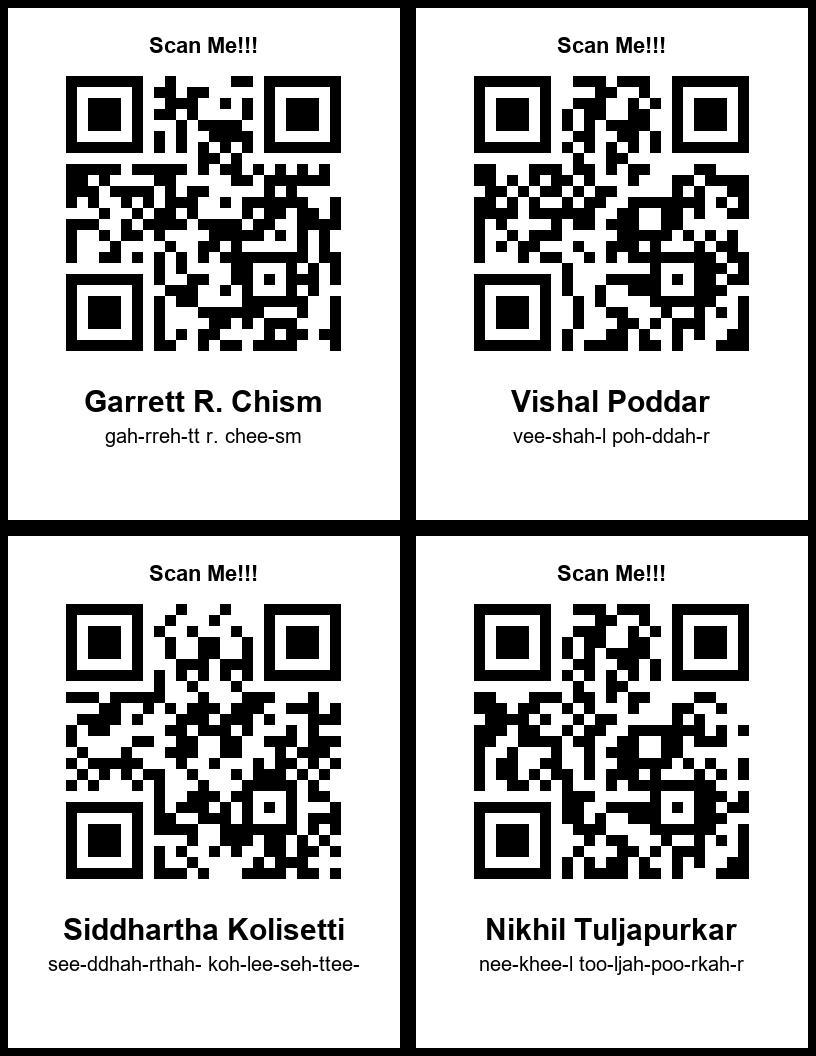 Scan Me!!!
Garrett R. Chism
gah-rreh-tt r. chee-sm
Scan Me!!!
Vishal Poddar
vee-shah-l poh-ddah-r
Scan Me!!!
Siddhartha Kolisetti
see-ddhah-rthah- koh-lee-seh-ttee-
Scan Me!!!
Nikhil Tuljapurkar
nee-khee-l too-ljah-poo-rkah-r